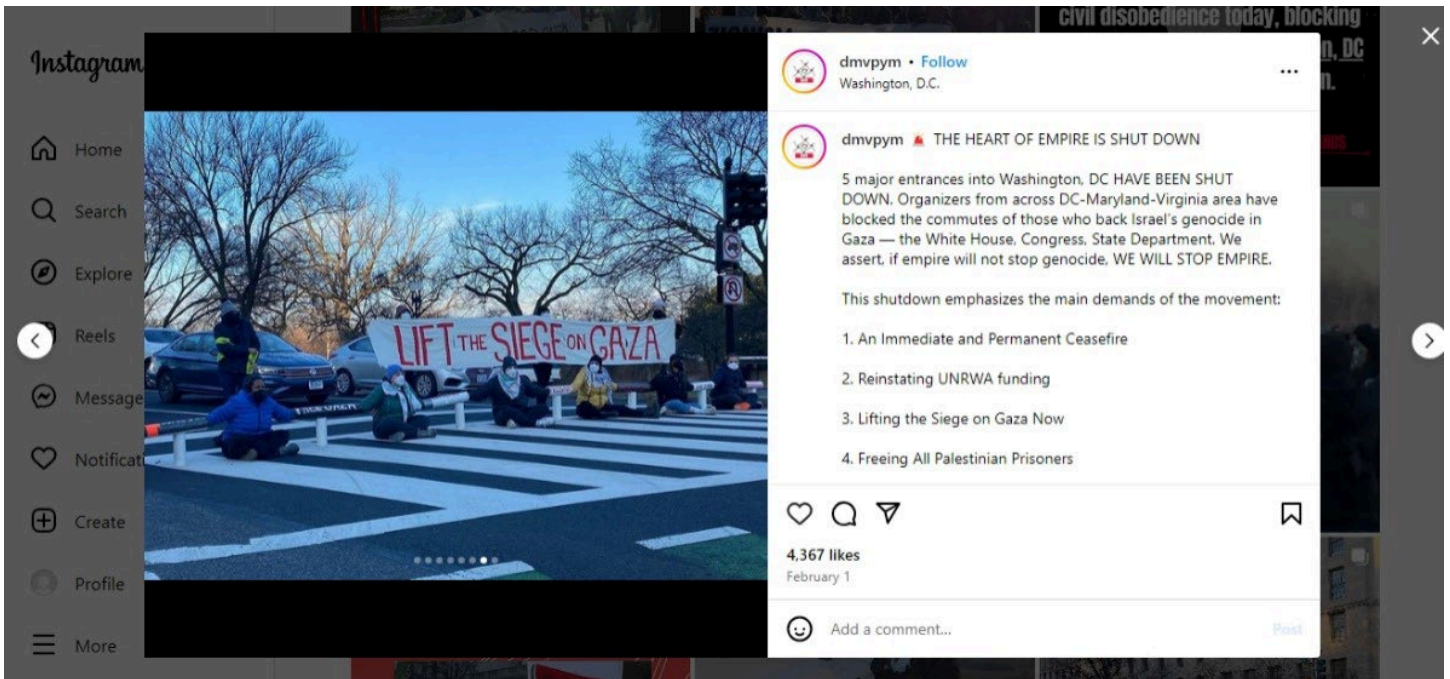 civil disobedience today, blocking
n, DC
n.
Instagram
Home
Search
Explore
Reels
Message
Notificat
Create
Profile
More
LIFT THE SIEGE ON GAZA
dmvpym • Follow
Washington, D.C.
dmvpym 🚨 THE HEART OF EMPIRE IS SHUT DOWN
5 major entrances into Washington, DC HAVE BEEN SHUT
DOWN. Organizers from across DC-Maryland-Virginia area have
blocked the commutes of those who back Israel's genocide in
Gaza — the White House, Congress, State Department. We
assert, if empire will not stop genocide, WE WILL STOP EMPIRE.
This shutdown emphasizes the main demands of the movement:
1. An Immediate and Permanent Ceasefire
2. Reinstating UNRWA funding
3. Lifting the Siege on Gaza Now
4. Freeing All Palestinian Prisoners
4,367 likes
February 1
Add a comment...
Post